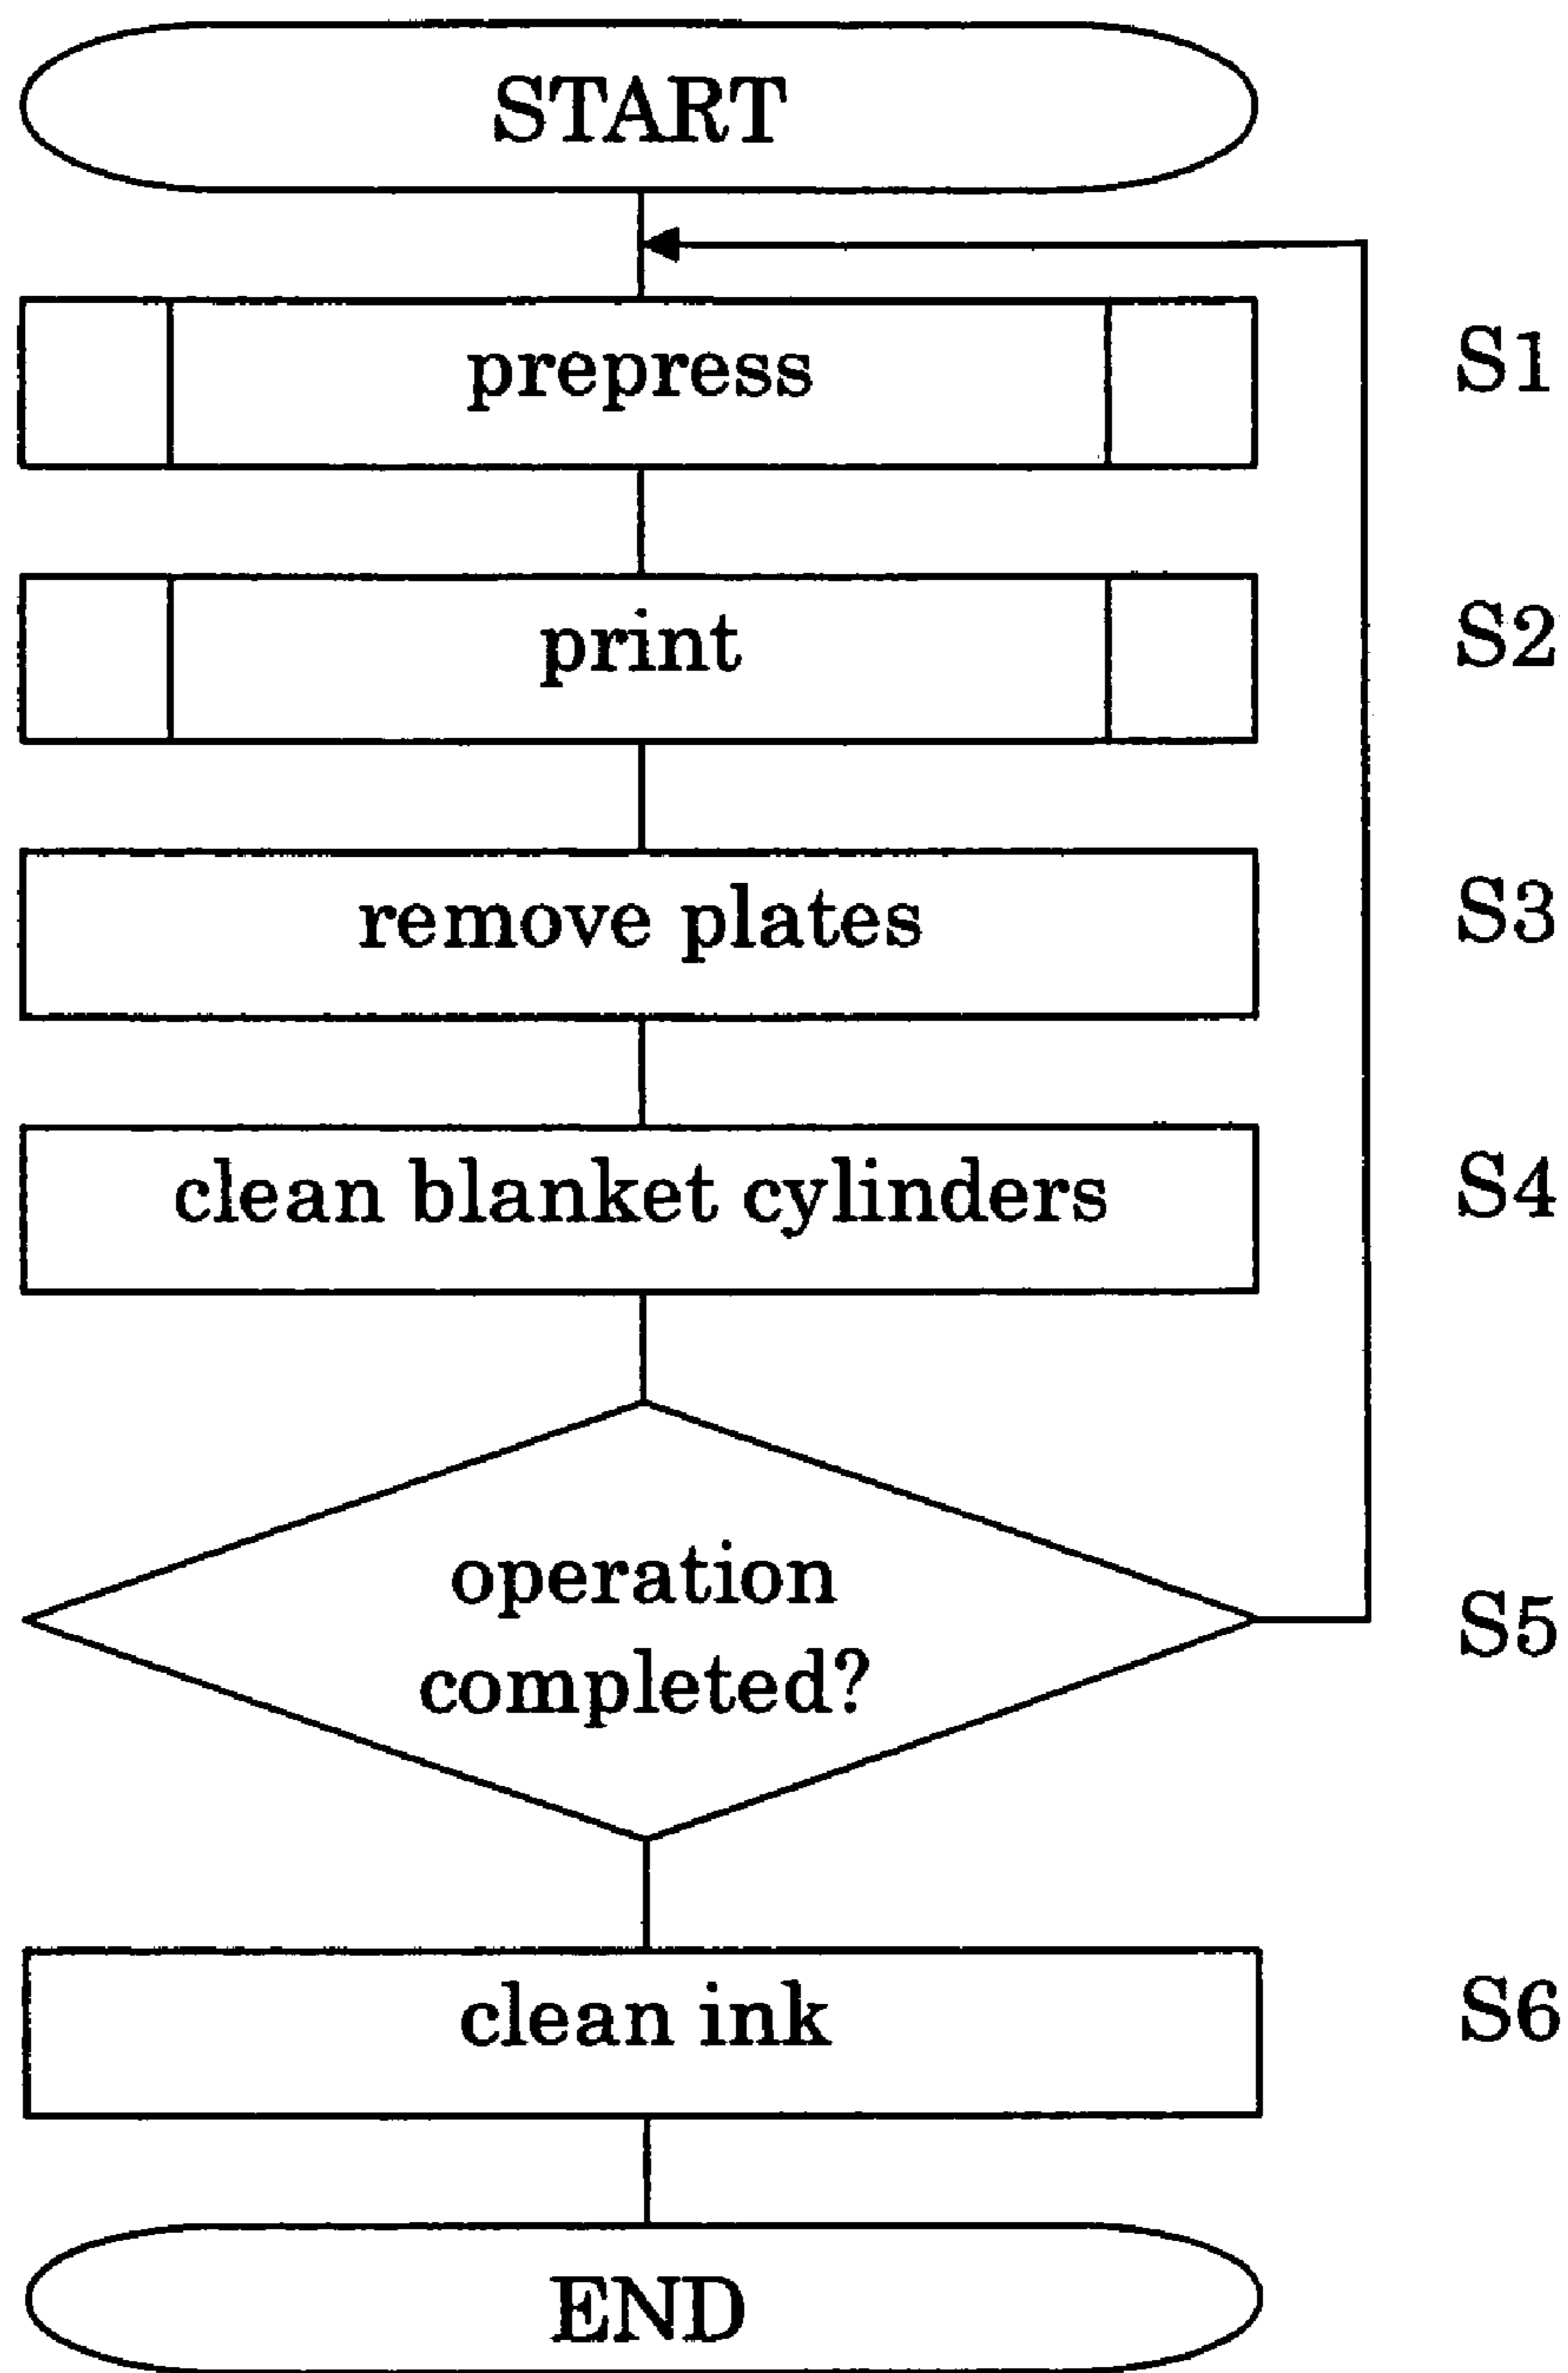 START
prepress
S1
print
S2
remove plates
S3
clean blanket cylinders
S4
operation
completed?
S5
clean ink
S6
END